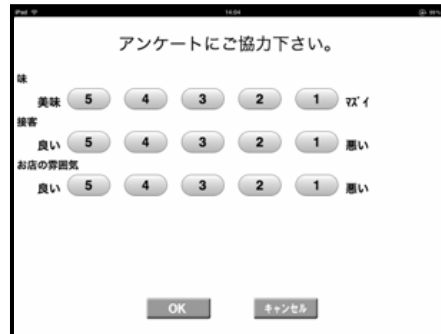 iPad
14:04
アンケートにご協力下さい。
味
美味 5 4 3 2 1 ﾏｽﾞｲ
接客
良い 5 4 3 2 1 悪い
お店の雰囲気
良い 5 4 3 2 1 悪い
OK キャンセル